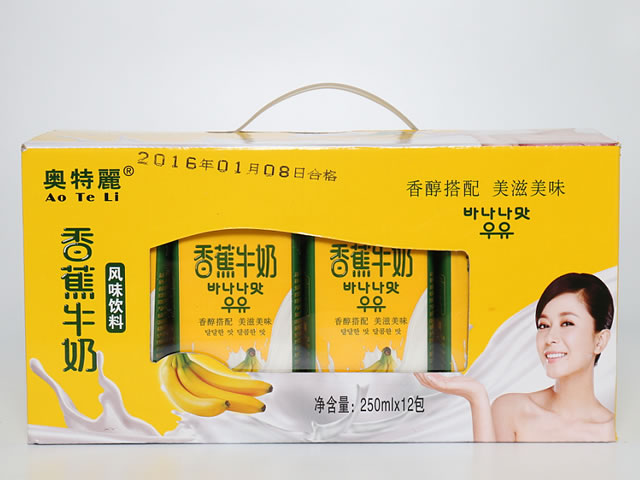 2016年01月08日合格
奥特麗®
Ao Te Li
香醇搭配 美滋美味
바나나맛
우유
香蕉牛奶
风味饮料
香蕉牛奶
바나나맛
우유
香醇搭配 美滋美味
香蕉牛奶
바나나맛
우유
香醇搭配 美滋美味
净含量：250mlx12包